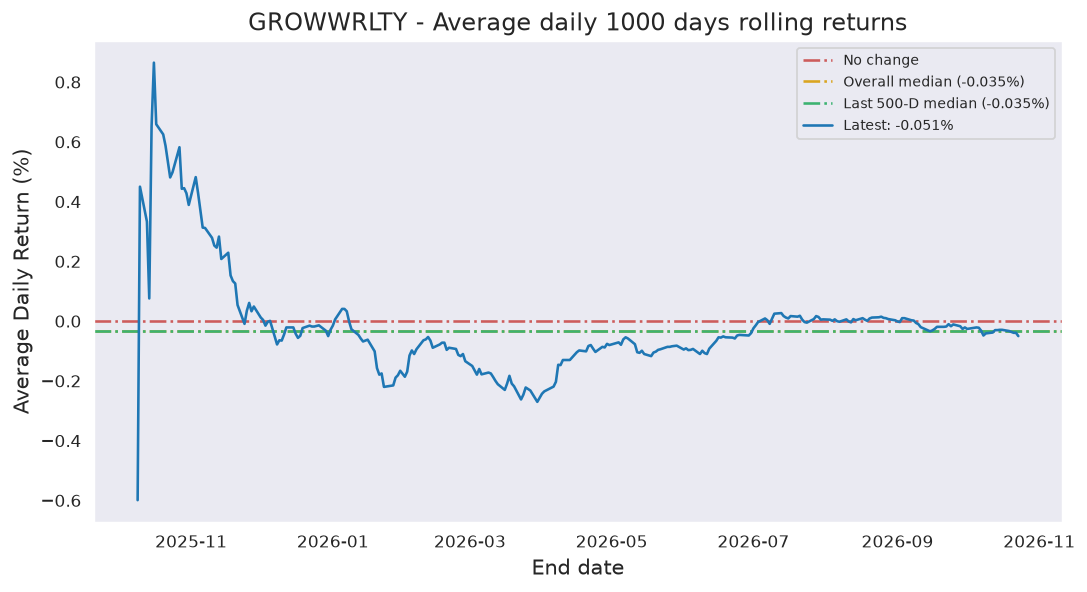 GROWWRLTY - Average daily 1000 days rolling returns
No change
Overall median (-0.035%)
Last 500-D median (-0.035%)
Latest: -0.051%
Average Daily Return (%)
0.8
0.6
0.4
0.2
0.0
−0.2
−0.4
−0.6
2025-11
2026-01
2026-03
2026-05
2026-07
2026-09
2026-11
End date